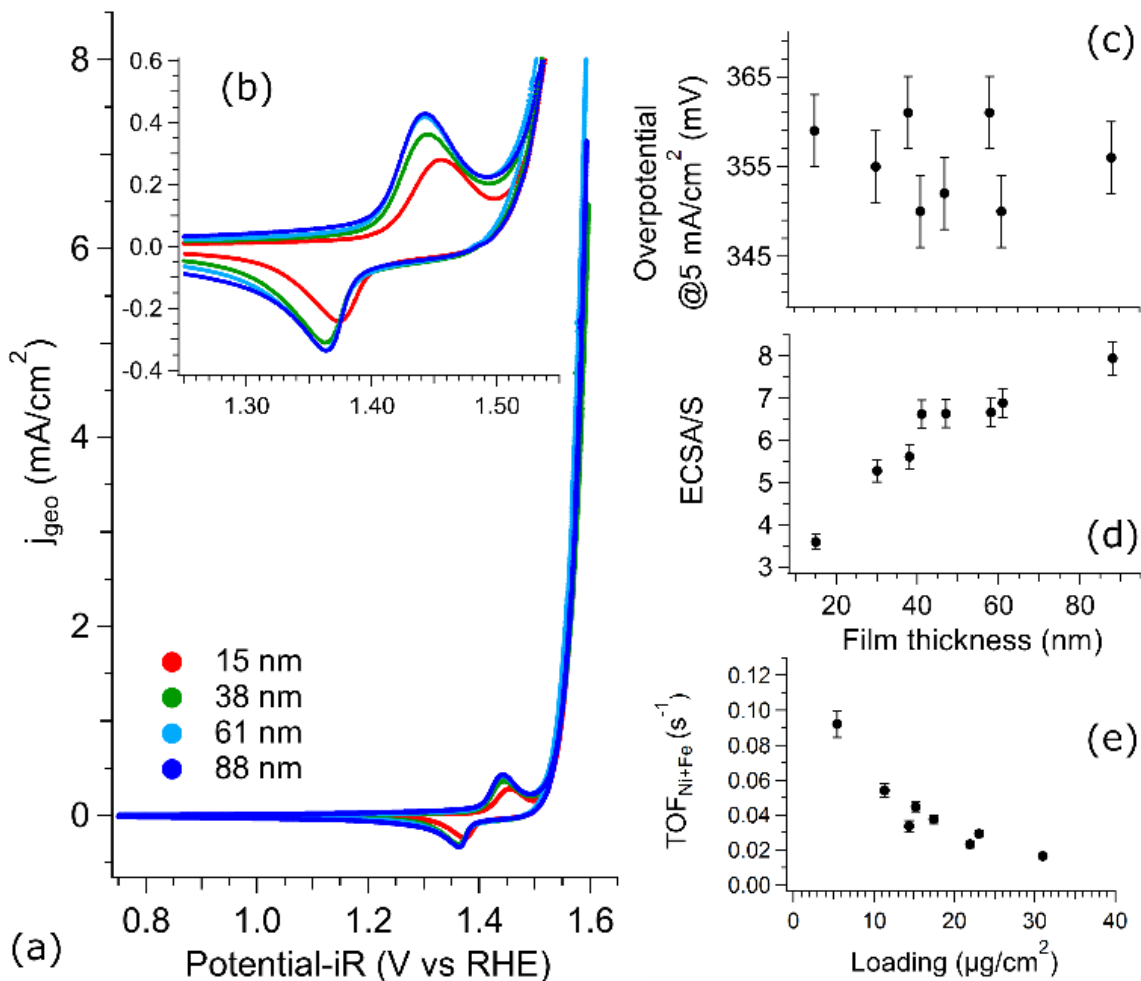 (a)
j_geo (mA/cm²)
8
6
4
2
0
0.8 1.0 1.2 1.4 1.6
Potential-iR (V vs RHE)
15 nm
38 nm
61 nm
88 nm
(b)
0.6
0.4
0.2
0.0
-0.2
-0.4
1.30 1.40 1.50
(c)
Overpotential
@5 mA/cm² (mV)
365
355
345
(d)
ECSA/S
8
7
6
5
4
3
20 40 60 80
Film thickness (nm)
(e)
TOF_Ni+Fe (s⁻¹)
0.12
0.10
0.08
0.06
0.04
0.02
0.00
0 10 20 30 40
Loading (µg/cm²)